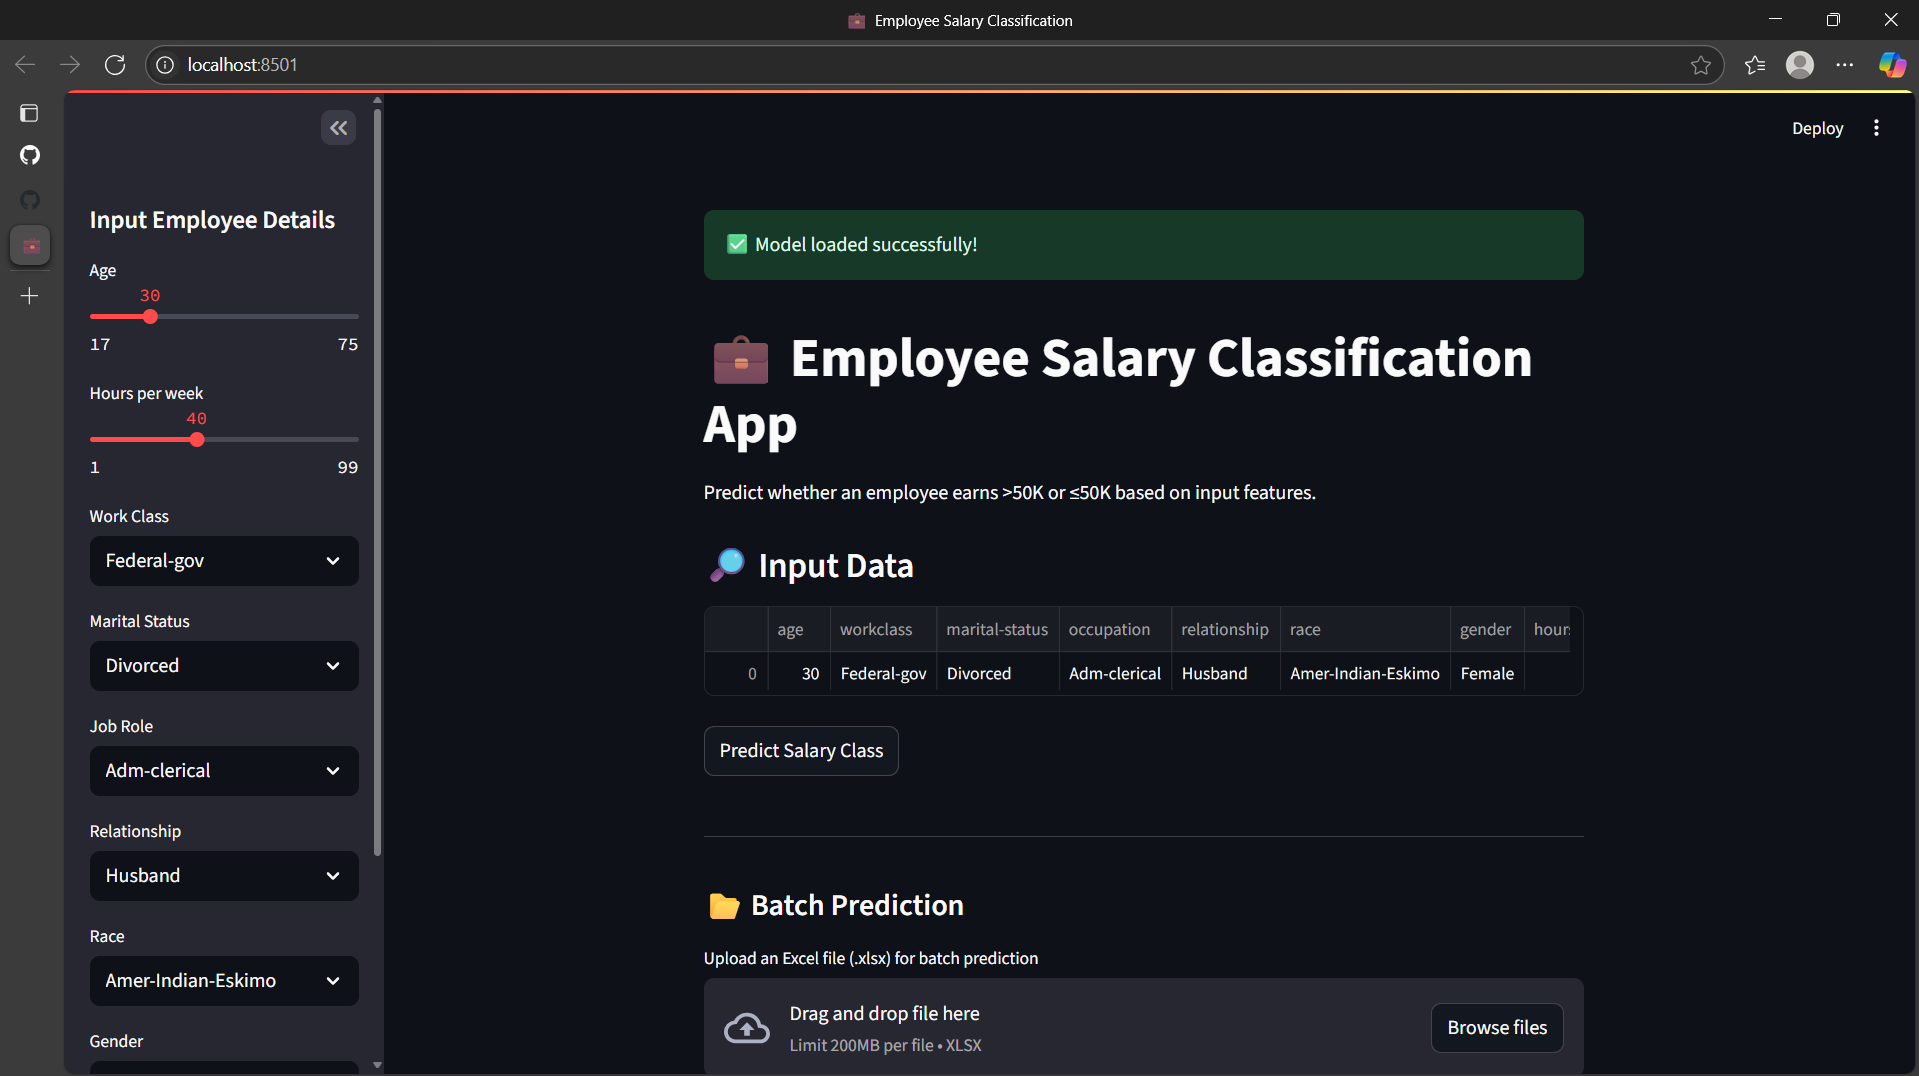 Employee Salary Classification
localhost:8501
Deploy
Input Employee Details
Age
30
17 75
Hours per week
40
1 99
Work Class
Federal-gov
Marital Status
Divorced
Job Role
Adm-clerical
Relationship
Husband
Race
Amer-Indian-Eskimo
Gender
Model loaded successfully!
Employee Salary Classification
App
Predict whether an employee earns >50K or ≤50K based on input features.
Input Data
age workclass marital-status occupation relationship race gender hour
0 30 Federal-gov Divorced Adm-clerical Husband Amer-Indian-Eskimo Female
Predict Salary Class
Batch Prediction
Upload an Excel file (.xlsx) for batch prediction
Drag and drop file here
Limit 200MB per file • XLSX
Browse files